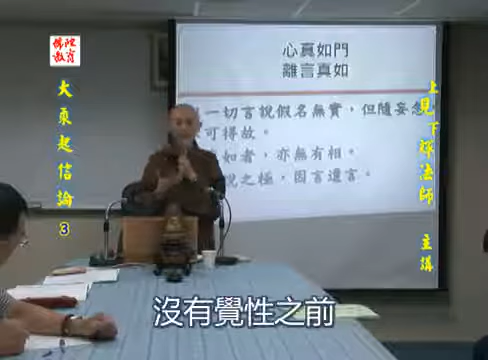 佛陀
教育
大乘起信論 3
心真如門
離言真如
一切言說假名無實，但隨妄念
可得故。
如者，亦無有相。
說之極，因言遣言。
上見下 法師 主講
沒有覺性之前